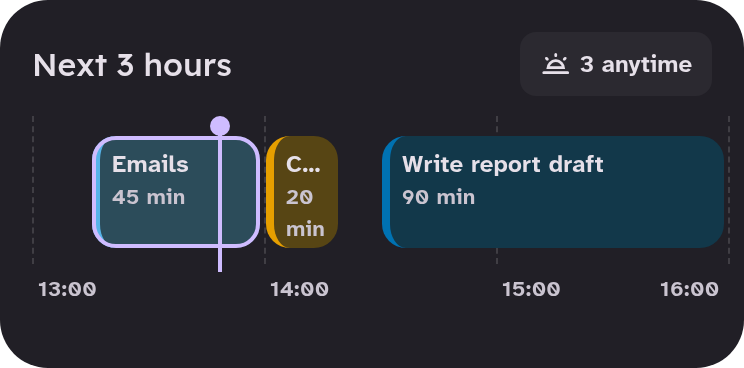 Next 3 hours
3 anytime
Emails
45 min
C...
20
min
Write report draft
90 min
13:00
14:00
15:00
16:00